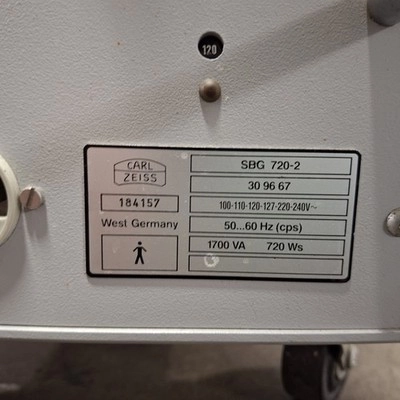 120
CARL
ZEISS
SBG 720-2
30 96 67
184157
100-110-120-127-220-240V~
West Germany
50...60 Hz (cps)
1700 VA 720 Ws